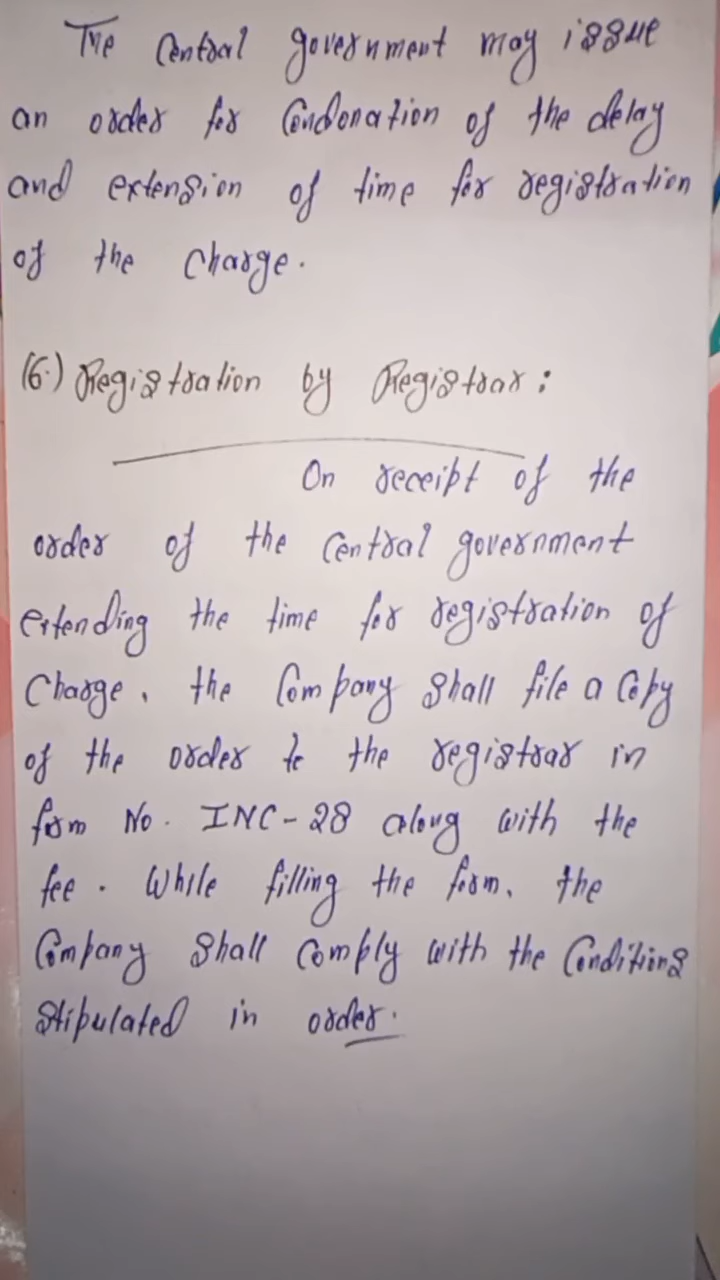 The Central government may issue
an order for Condonation of the delay
and extension of time for registration
of the Charge.
(6.) Registration by Registrar :
On receipt of the
order of the Central government
extending the time for registration of
Charge, the Company Shall file a Copy
of the order to the registrar in
form No. INC-28 along with the
fee. While filling the form, the
Company Shall Comply with the Conditions
Stipulated in order.